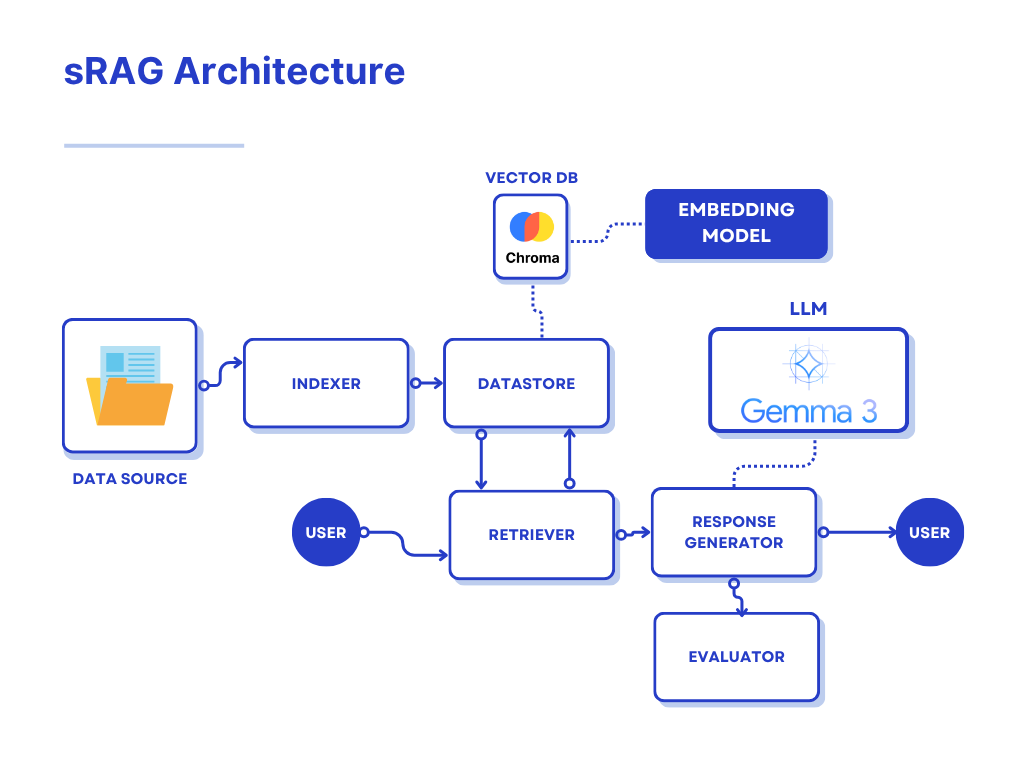 sRAG Architecture
VECTOR DB
Chroma
EMBEDDING
MODEL
LLM
Gemma 3
DATA SOURCE
INDEXER
DATASTORE
USER
RETRIEVER
RESPONSE
GENERATOR
USER
EVALUATOR